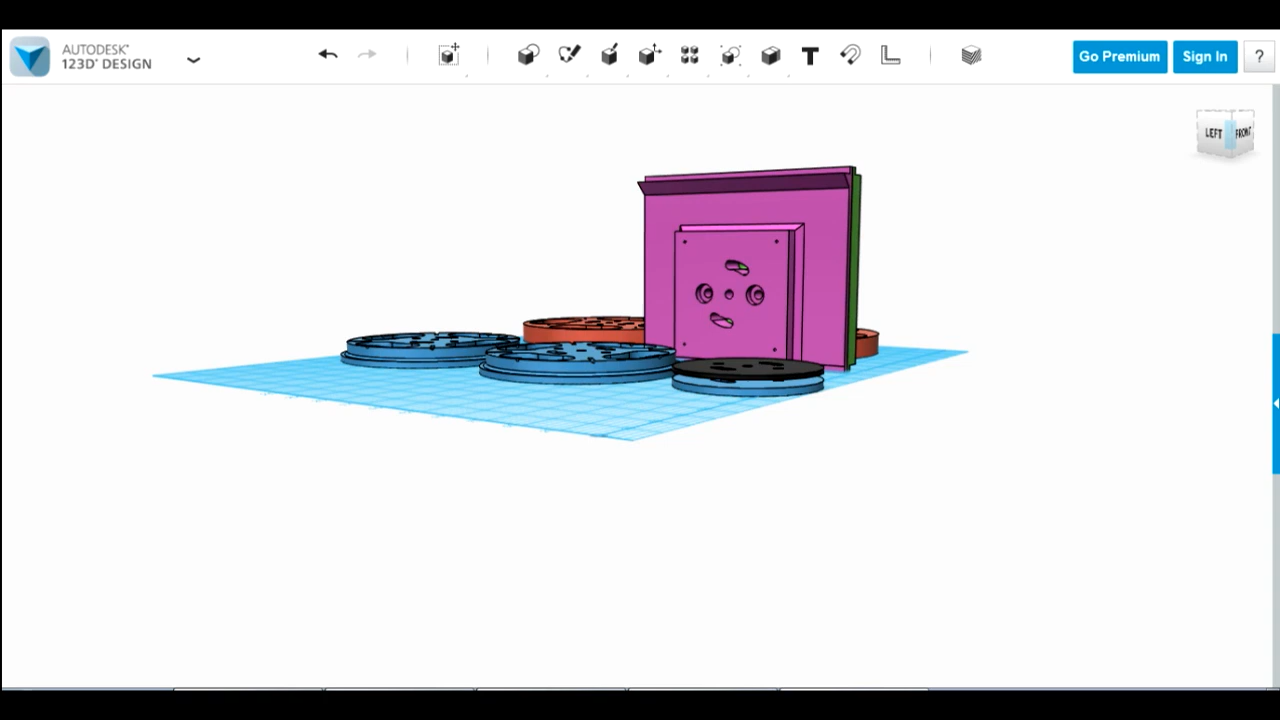 AUTODESK®
123D® DESIGN
T
Go Premium
Sign In
?
LEFT
FRONT